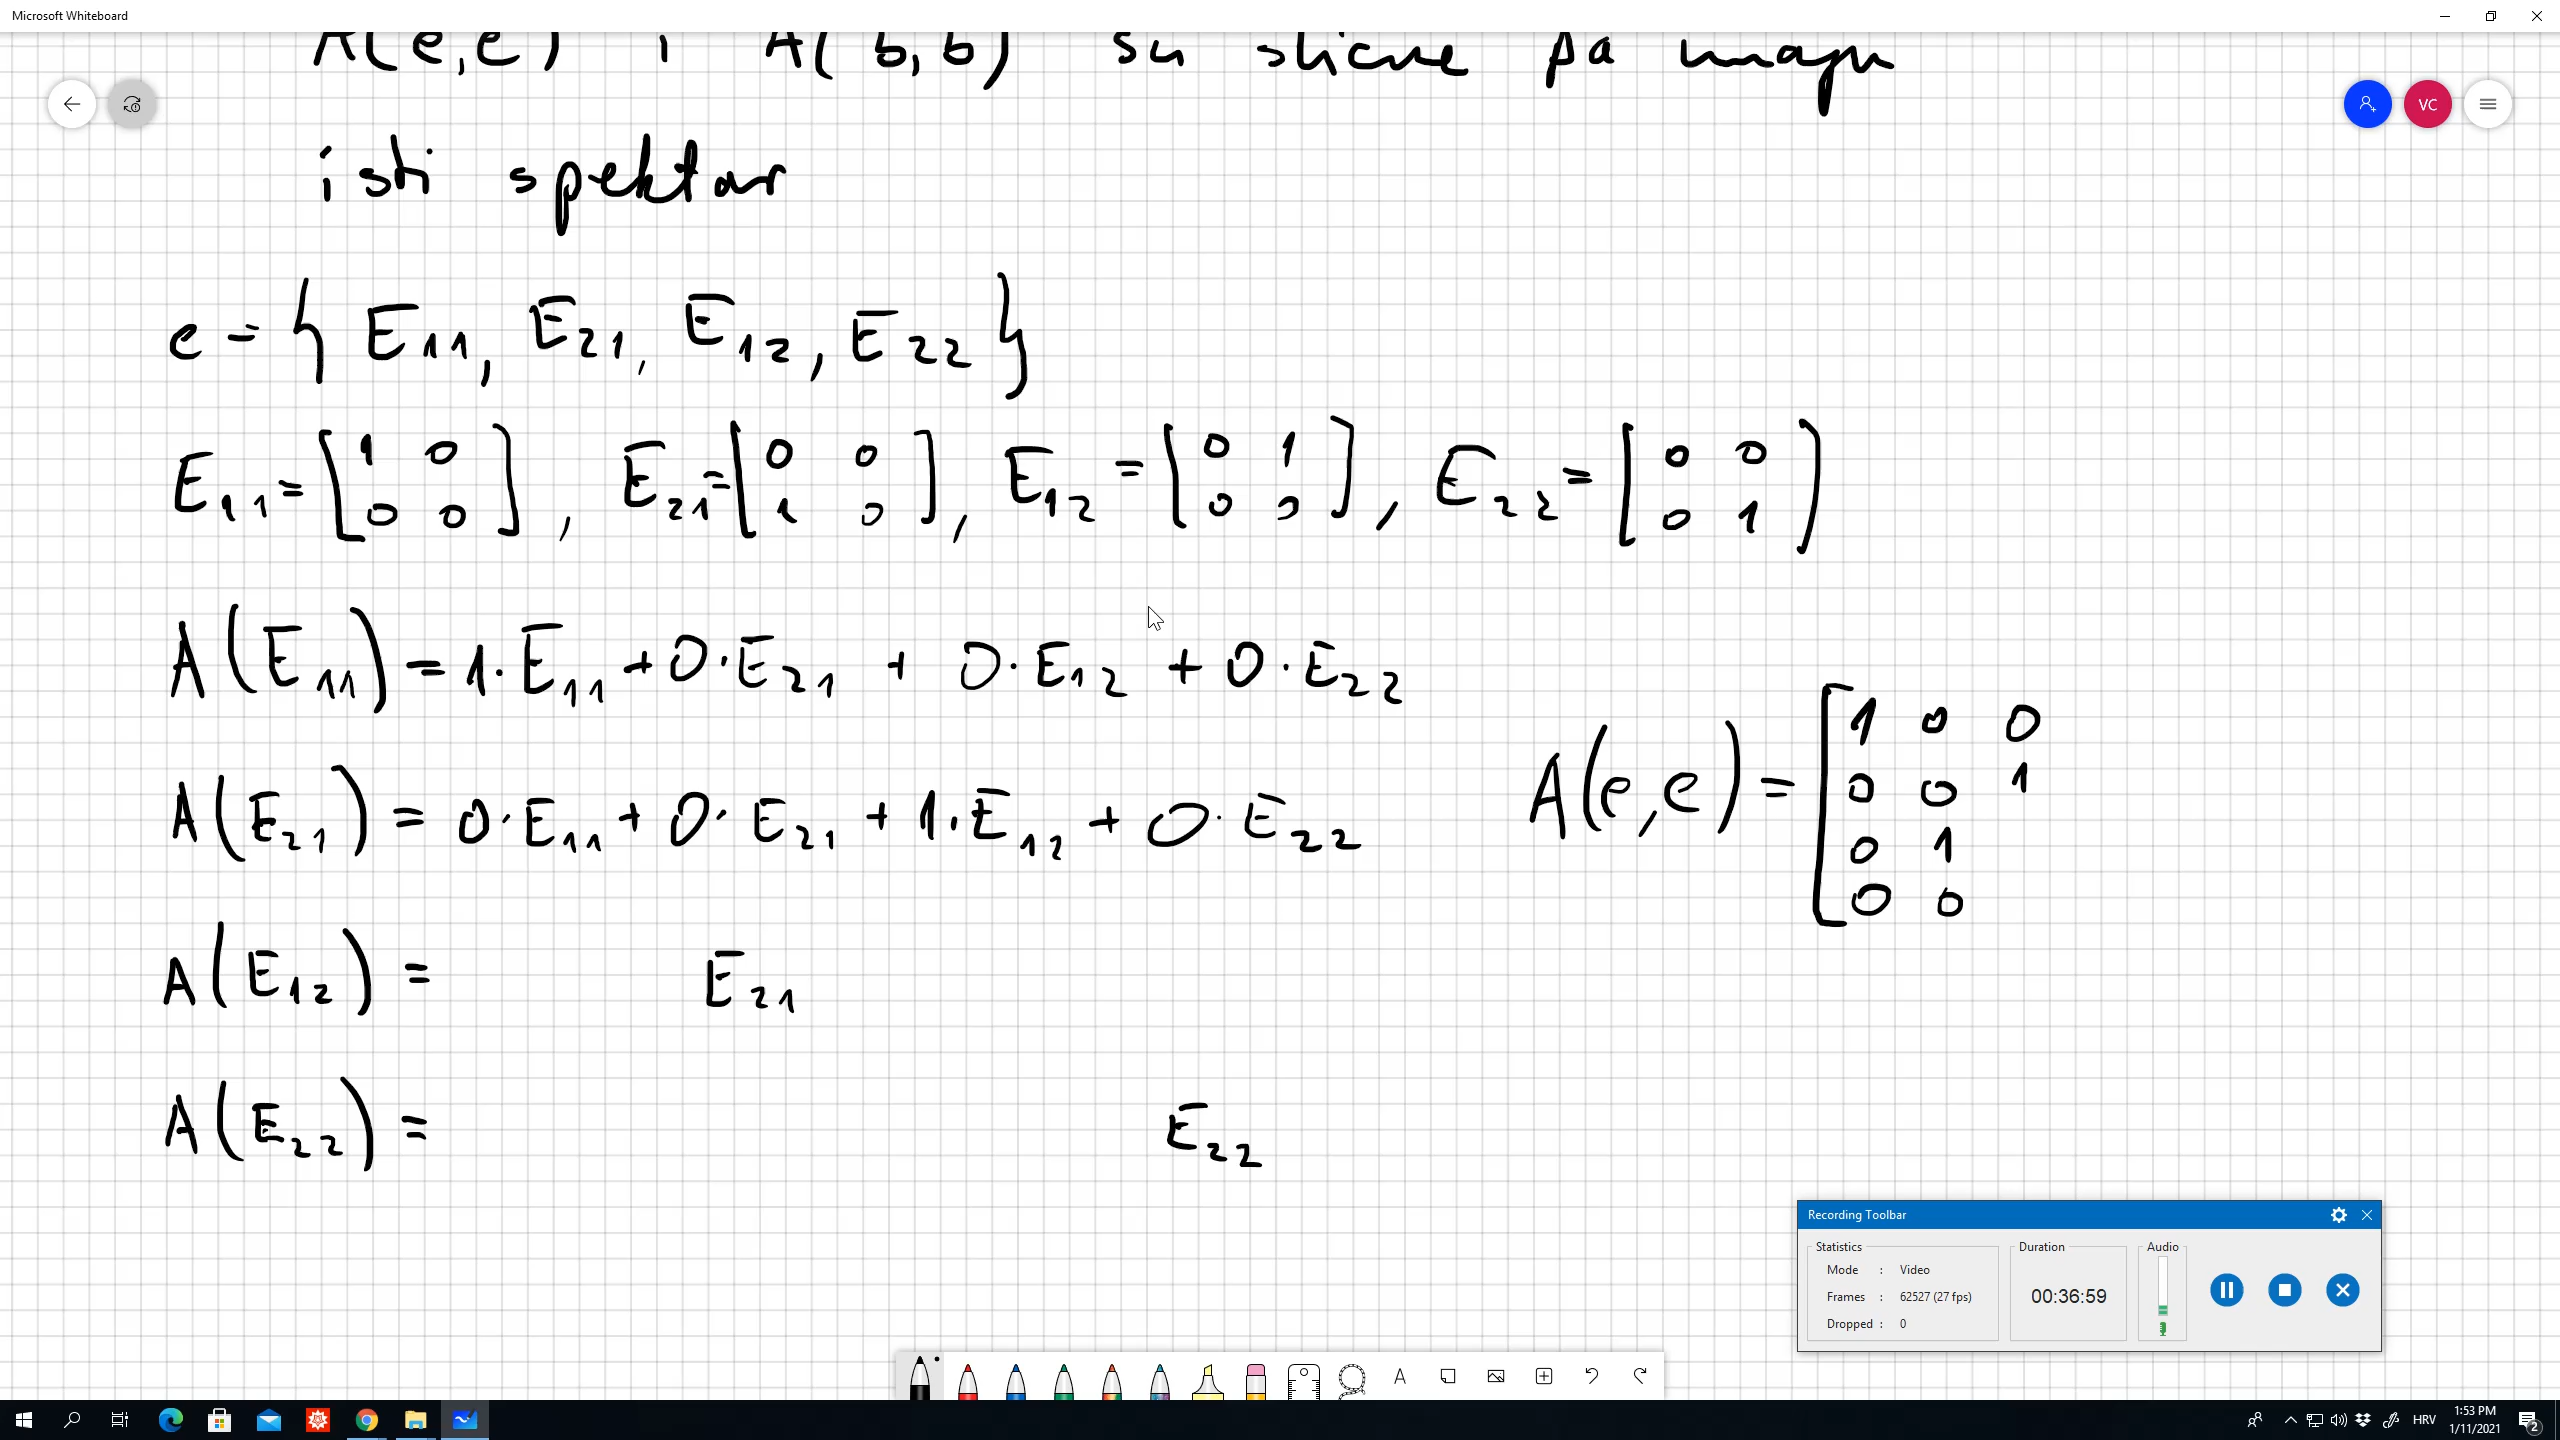 Microsoft Whiteboard
A(e,e) i A(b,b) su slične pa imaju
VC
isti spektar
e = { E₁₁, E₂₁, E₁₂, E₂₂ }
E₁₁ = [1 0 0 0], E₂₁ = [0 0 1 0], E₁₂ = [0 1 0 0], E₂₂ = [0 0 0 1]
A(E₁₁) = 1·E₁₁ + 0·E₂₁ + 0·E₁₂ + 0·E₂₂
A(E₂₁) = 0·E₁₁ + 0·E₂₁ + 1·E₁₂ + 0·E₂₂
A(e,e) = [
1 0 0
0 0 1
0 1
0 0
A(E₁₂) = E₂₁
A(E₂₂) = E₂₂
Recording Toolbar
Statistics
Mode : Video
Frames : 62527 (27 fps)
Dropped : 0
Duration
00:36:59
Audio
A
HRV
1:53 PM
1/11/2021
2